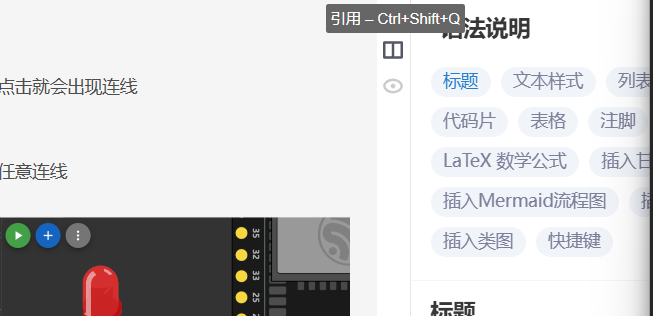 引用 – Ctrl+Shift+Q
语法说明
点击就会出现连线
标题 文本样式 列表
代码片 表格 注脚
任意连线
LaTeX 数学公式 插入甘
插入Mermaid流程图 插
插入类图 快捷键
35
32
33
25
标题